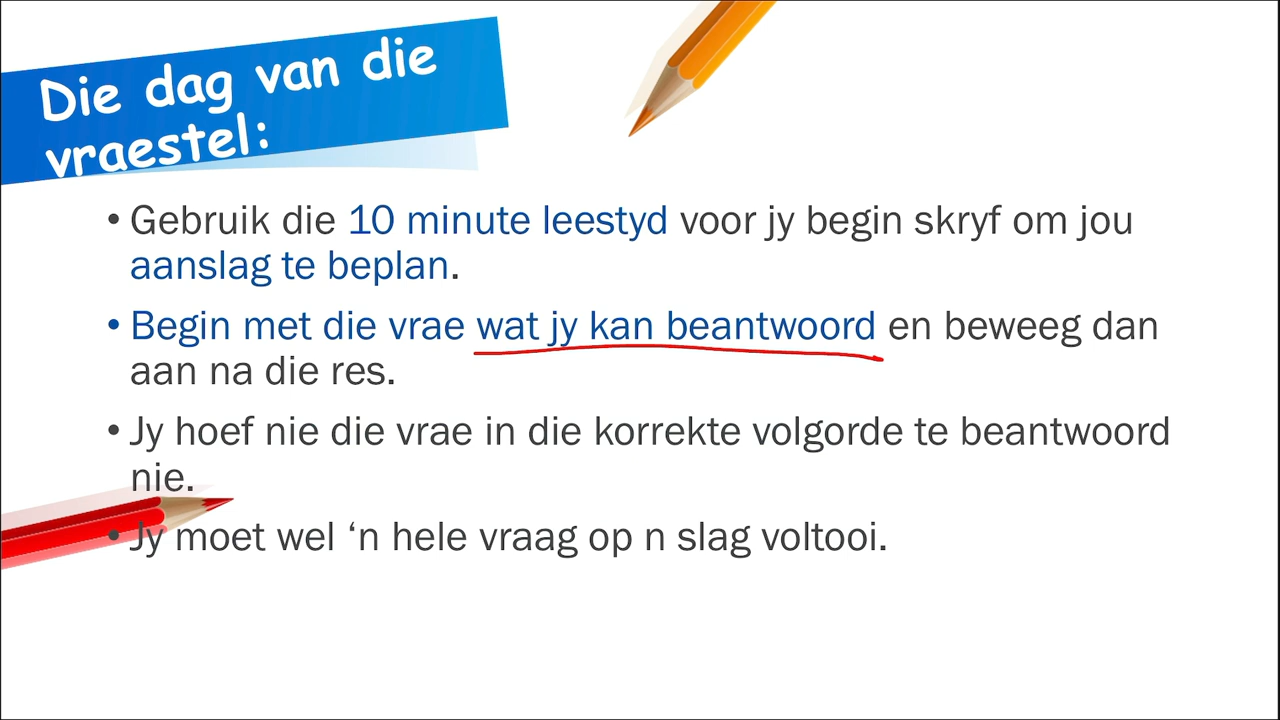 Die dag van die
vraestel:
• Gebruik die 10 minute leestyd voor jy begin skryf om jou
aanslag te beplan.
• Begin met die vrae wat jy kan beantwoord en beweeg dan
aan na die res.
• Jy hoef nie die vrae in die korrekte volgorde te beantwoord
nie.
• Jy moet wel ‘n hele vraag op n slag voltooi.